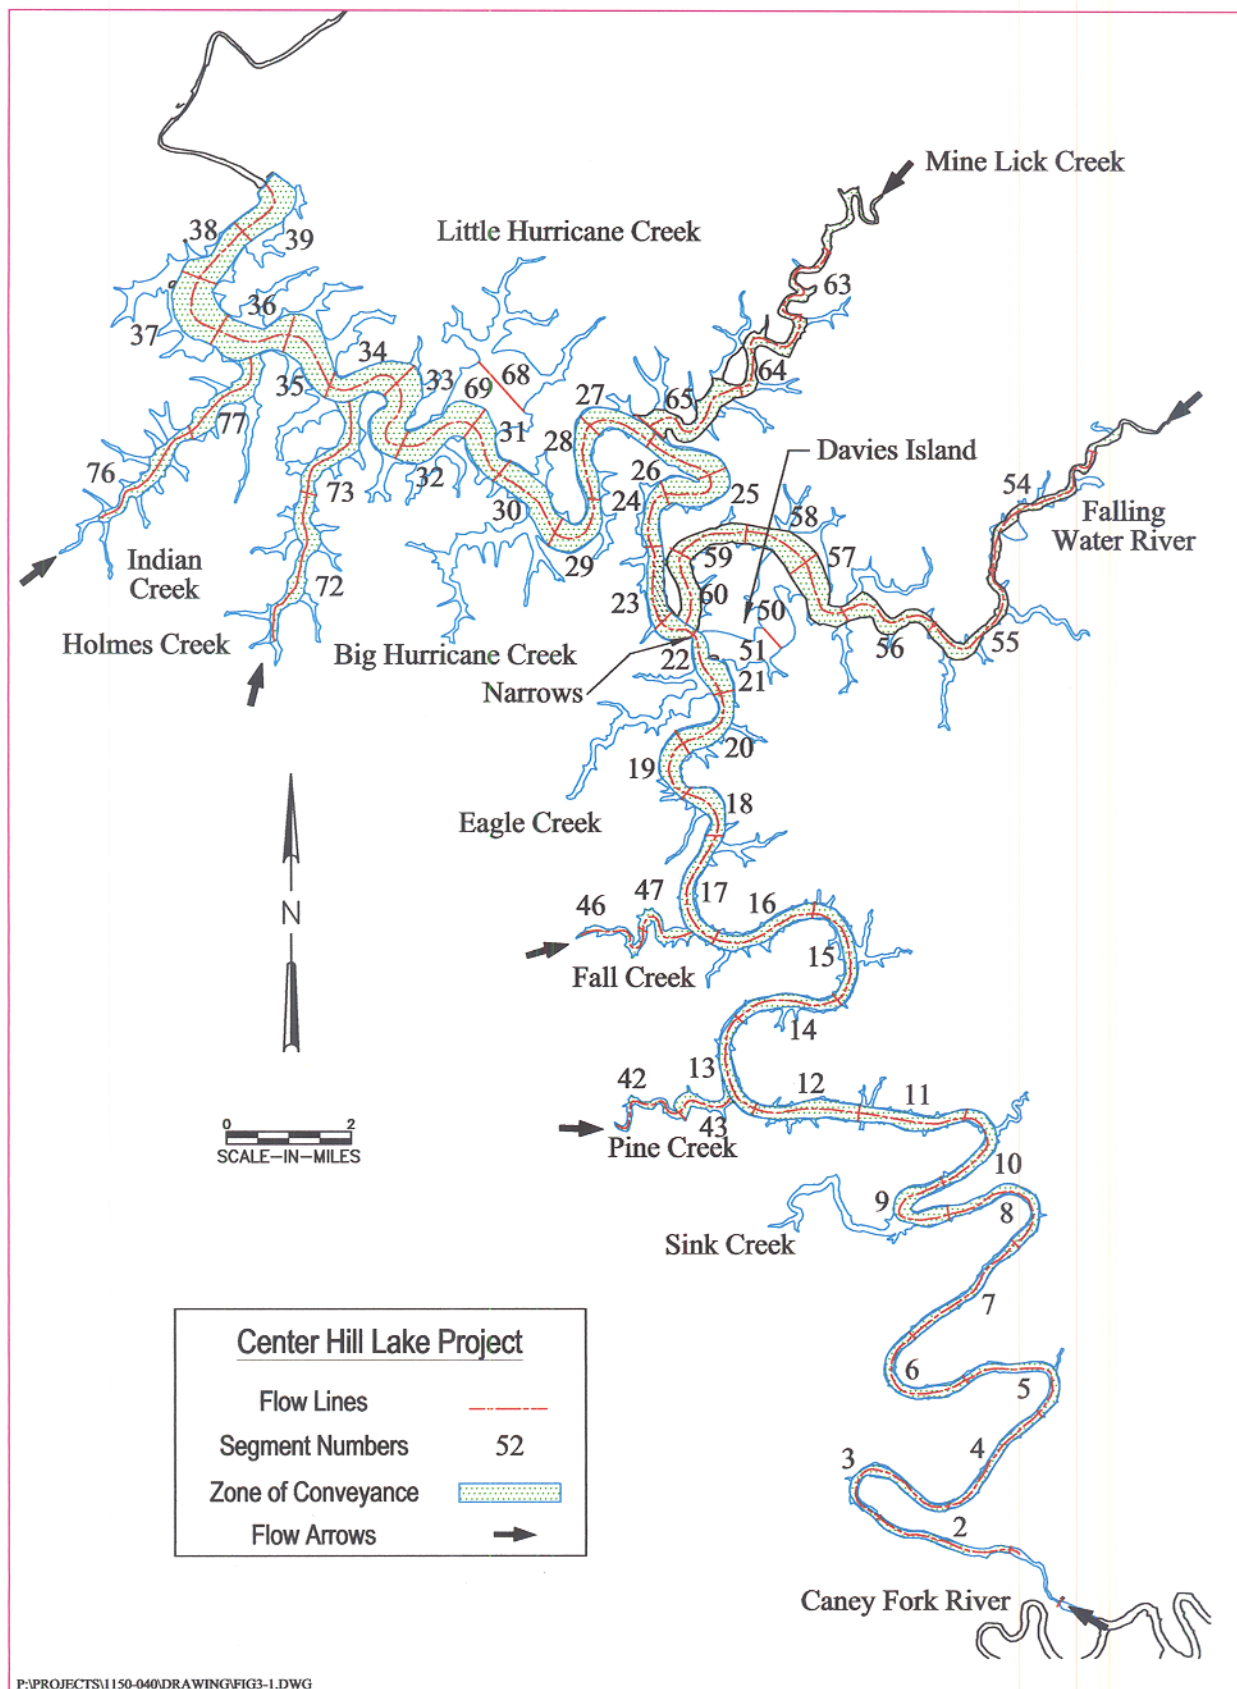 Mine Lick Creek
Little Hurricane Creek
38
39
63
36
37
34
35
33
69
68
64
65
27
77
31
28
Davies Island
76
32
26
24
25
73
30
58
54
Falling
Water River
59
57
Indian
Creek
29
72
23
60
50
56
55
Holmes Creek
Big Hurricane Creek
22
51
Narrows
21
20
19
18
Eagle Creek
46
47
17
16
N
15
Fall Creek
14
13
42
12
11
43
0
2
SCALE-IN-MILES
Pine Creek
10
9
8
Sink Creek
7
Center Hill Lake Project
6
5
Flow Lines
Segment Numbers 52
4
3
Zone of Conveyance
Flow Arrows
2
Caney Fork River
P:\PROJECTS\1150-040\DRAWING\FIG3-1.DWG